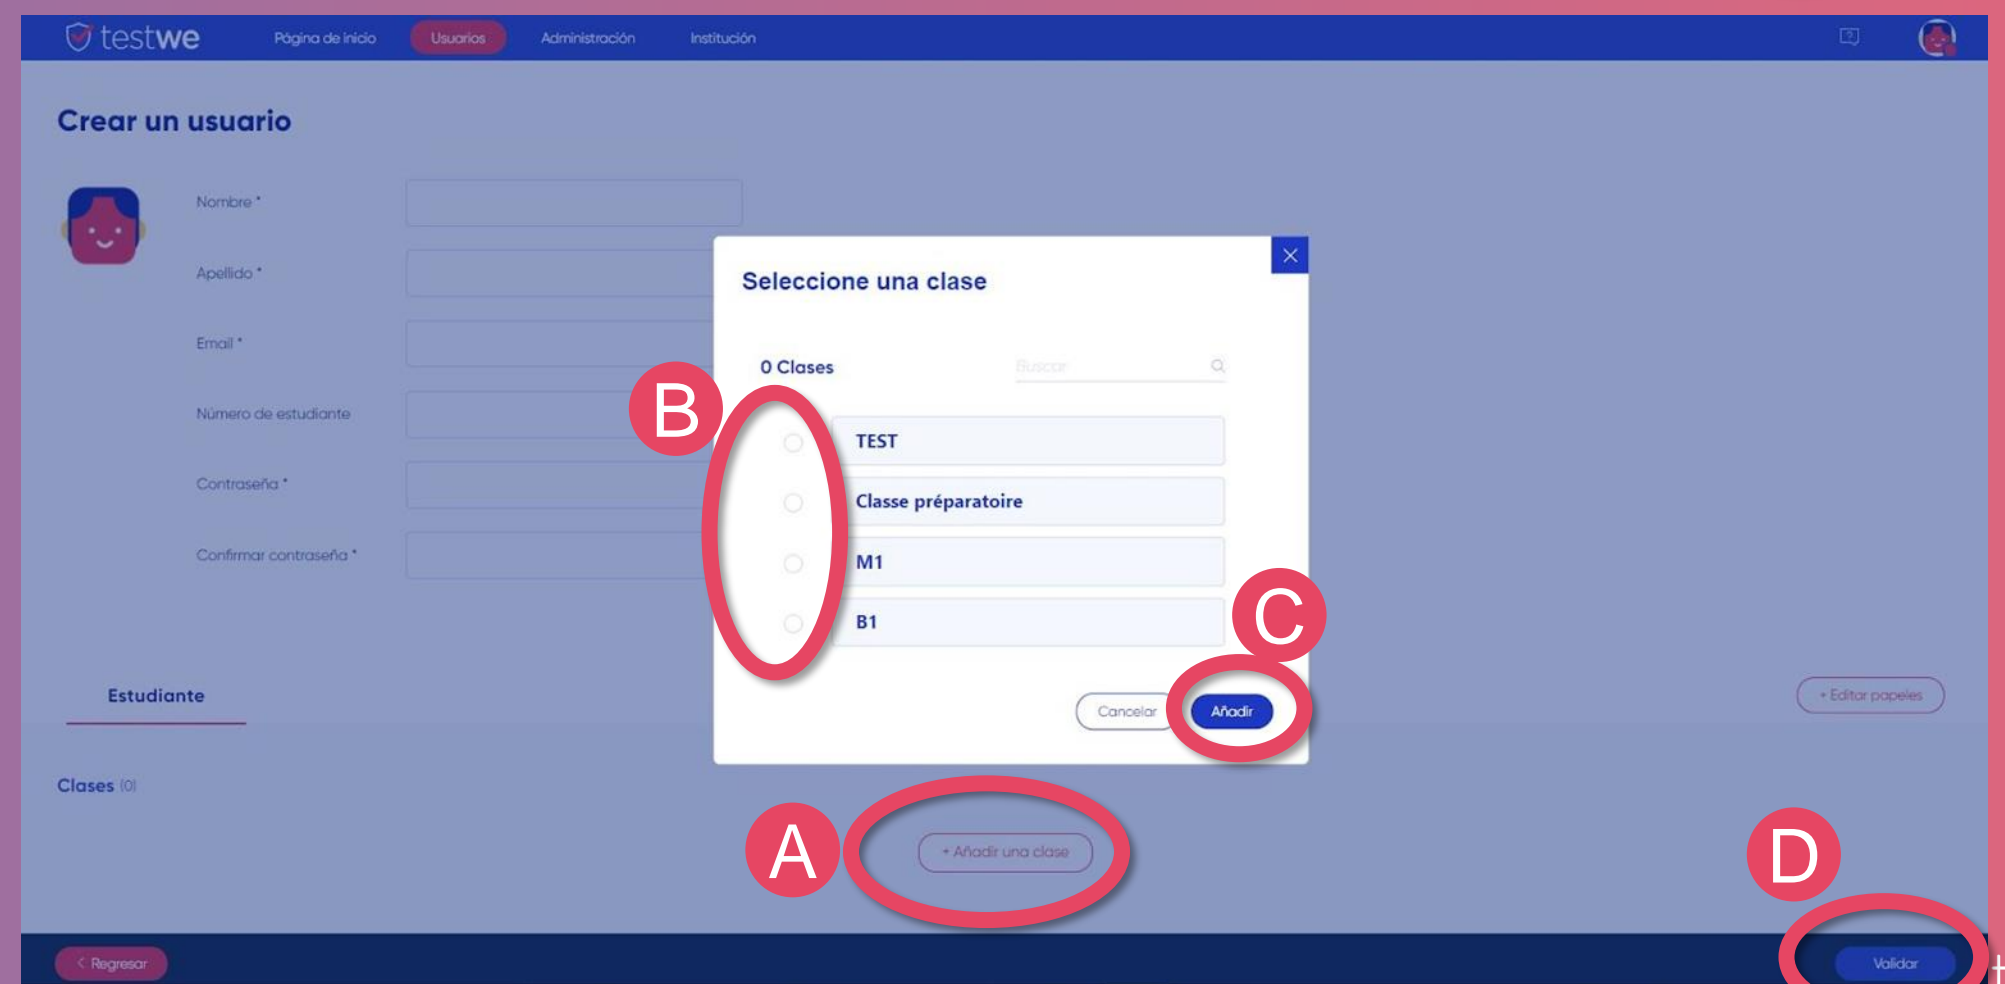 testwe Página de inicio Usuarios Administración Institución
Crear un usuario
Nombre *
Apellido *
Email *
Número de estudiante
Contraseña *
Confirmar contraseña *
Seleccione una clase
0 Clases Buscar
B
TEST
Classe préparatoire
M1
B1
C
Cancelar Añadir
Estudiante
+ Editar papeles
Clases (0)
A
+ Añadir una clase
D
< Regresar
Validar